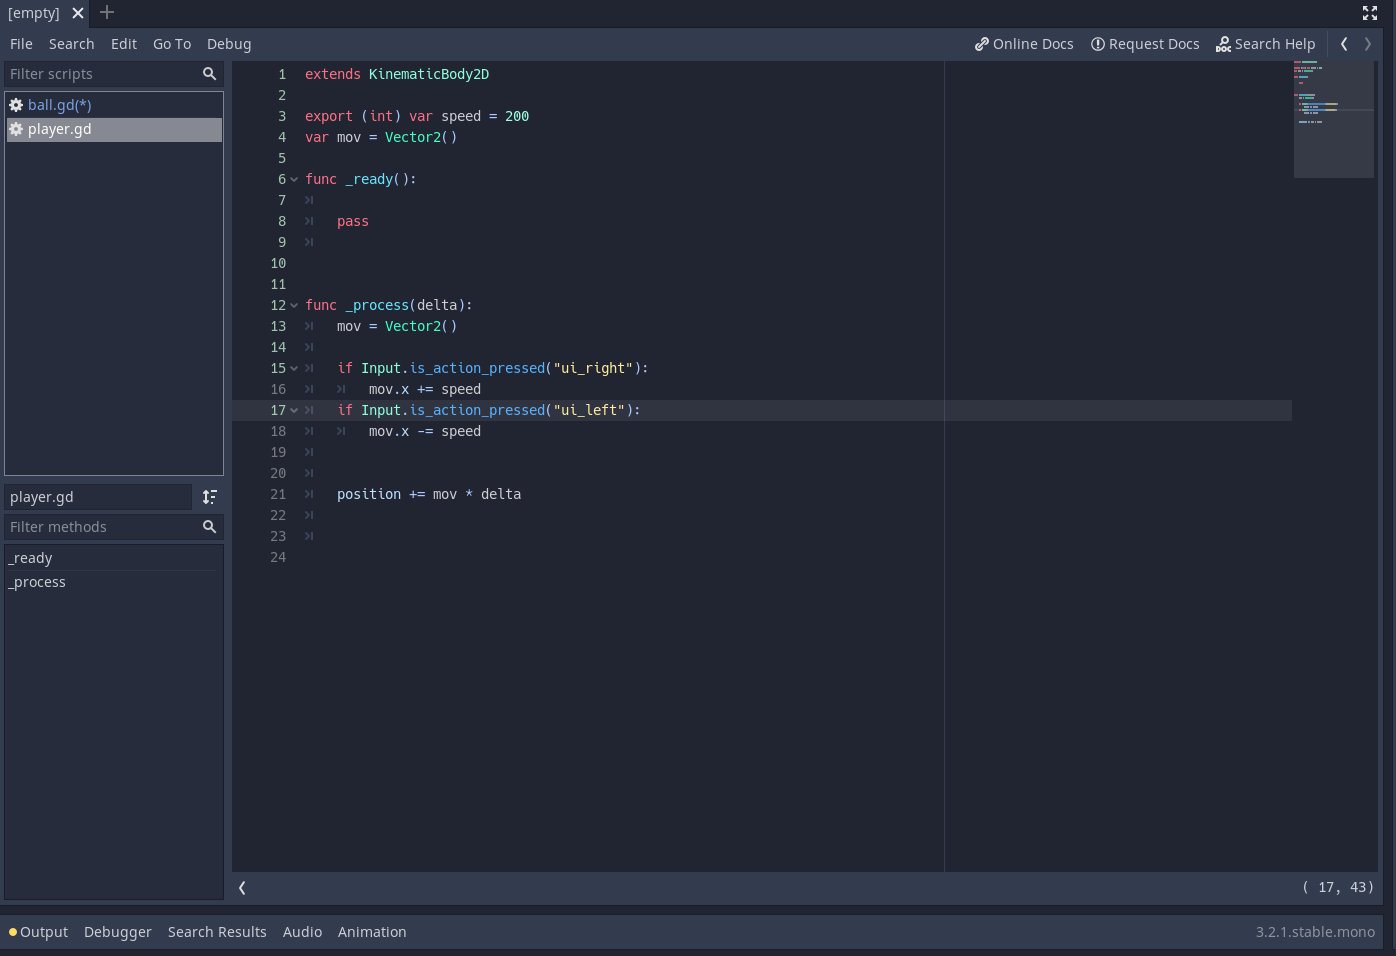 [empty]
File Search Edit Go To Debug Online Docs Request Docs Search Help
Filter scripts
ball.gd(*)
player.gd
player.gd
Filter methods
_ready
_process
1 extends KinematicBody2D
2
3 export (int) var speed = 200
4 var mov = Vector2()
5
6 func _ready():
7
8 pass
9
10
11
12 func _process(delta):
13 mov = Vector2()
14
15 if Input.is_action_pressed("ui_right"):
16 mov.x += speed
17 if Input.is_action_pressed("ui_left"):
18 mov.x -= speed
19
20
21 position += mov * delta
22
23
24
( 17, 43)
Output Debugger Search Results Audio Animation 3.2.1.stable.mono